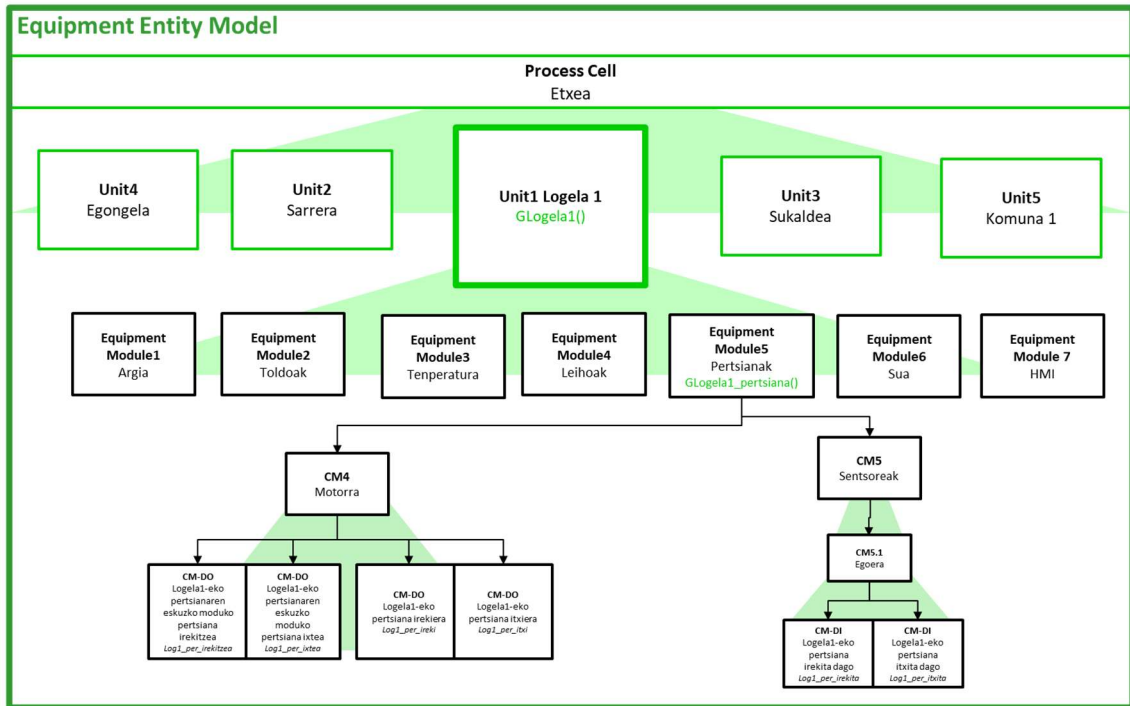 Equipment Entity Model
Process Cell
Etxea
Unit4
Egongela
Unit2
Sarrera
Unit1 Logela 1
GLogela1()
Unit3
Sukaldea
Unit5
Komuna 1
Equipment
Module1
Argia
Equipment
Module2
Toldoak
Equipment
Module3
Tenperatura
Equipment
Module4
Leihoak
Equipment
Module5
Pertsianak
GLogela1_pertsiana()
Equipment
Module6
Sua
Equipment
Module 7
HMI
CM4
Motorra
CM5
Sentsoreak
CM5.1
Egoera
CM-DO
Logela1-eko
pertsianaren
eskuzko moduko
pertsiana
irekitzea
Log1_per_irekitzea
CM-DO
Logela1-eko
pertsianaren
eskuzko
moduko
pertsiana ixtea
Log1_per_ixtea
CM-DO
Logela1-eko
pertsiana irekiera
Log1_per_ireki
CM-DO
Logela1-eko
pertsiana itxiera
Log1_per_itxi
CM-DI
Logela1-eko
pertsiana
irekita dago
Log1_per_irekita
CM-DI
Logela1-eko
pertsiana
itxita dago
Log1_per_itxita